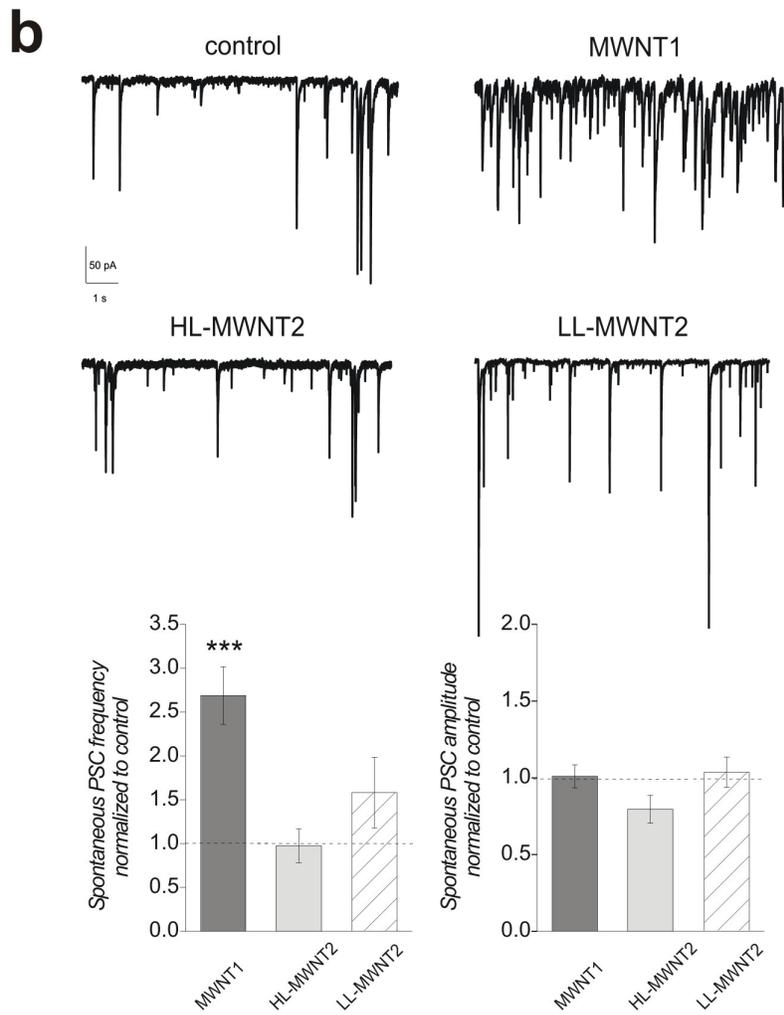 b
control
MWNT1
50 pA
1 s
HL-MWNT2
LL-MWNT2
Spontaneous PSC frequency
normalized to control
3.5
3.0
2.5
2.0
1.5
1.0
0.5
0.0
***
MWNT1
HL-MWNT2
LL-MWNT2
Spontaneous PSC amplitude
normalized to control
2.0
1.5
1.0
0.5
0.0
MWNT1
HL-MWNT2
LL-MWNT2